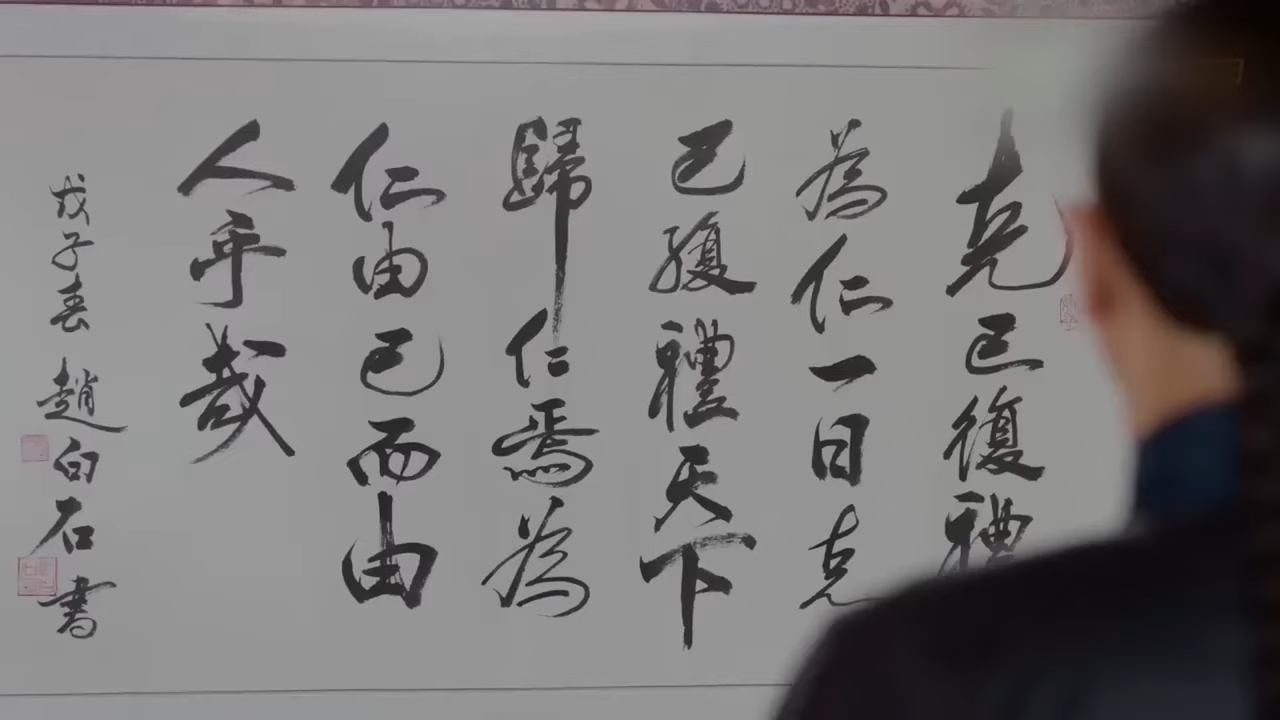 克己復禮
為仁一日克
己復禮天下
歸仁焉為
仁由己而由
人乎哉
戊子春趙白石書